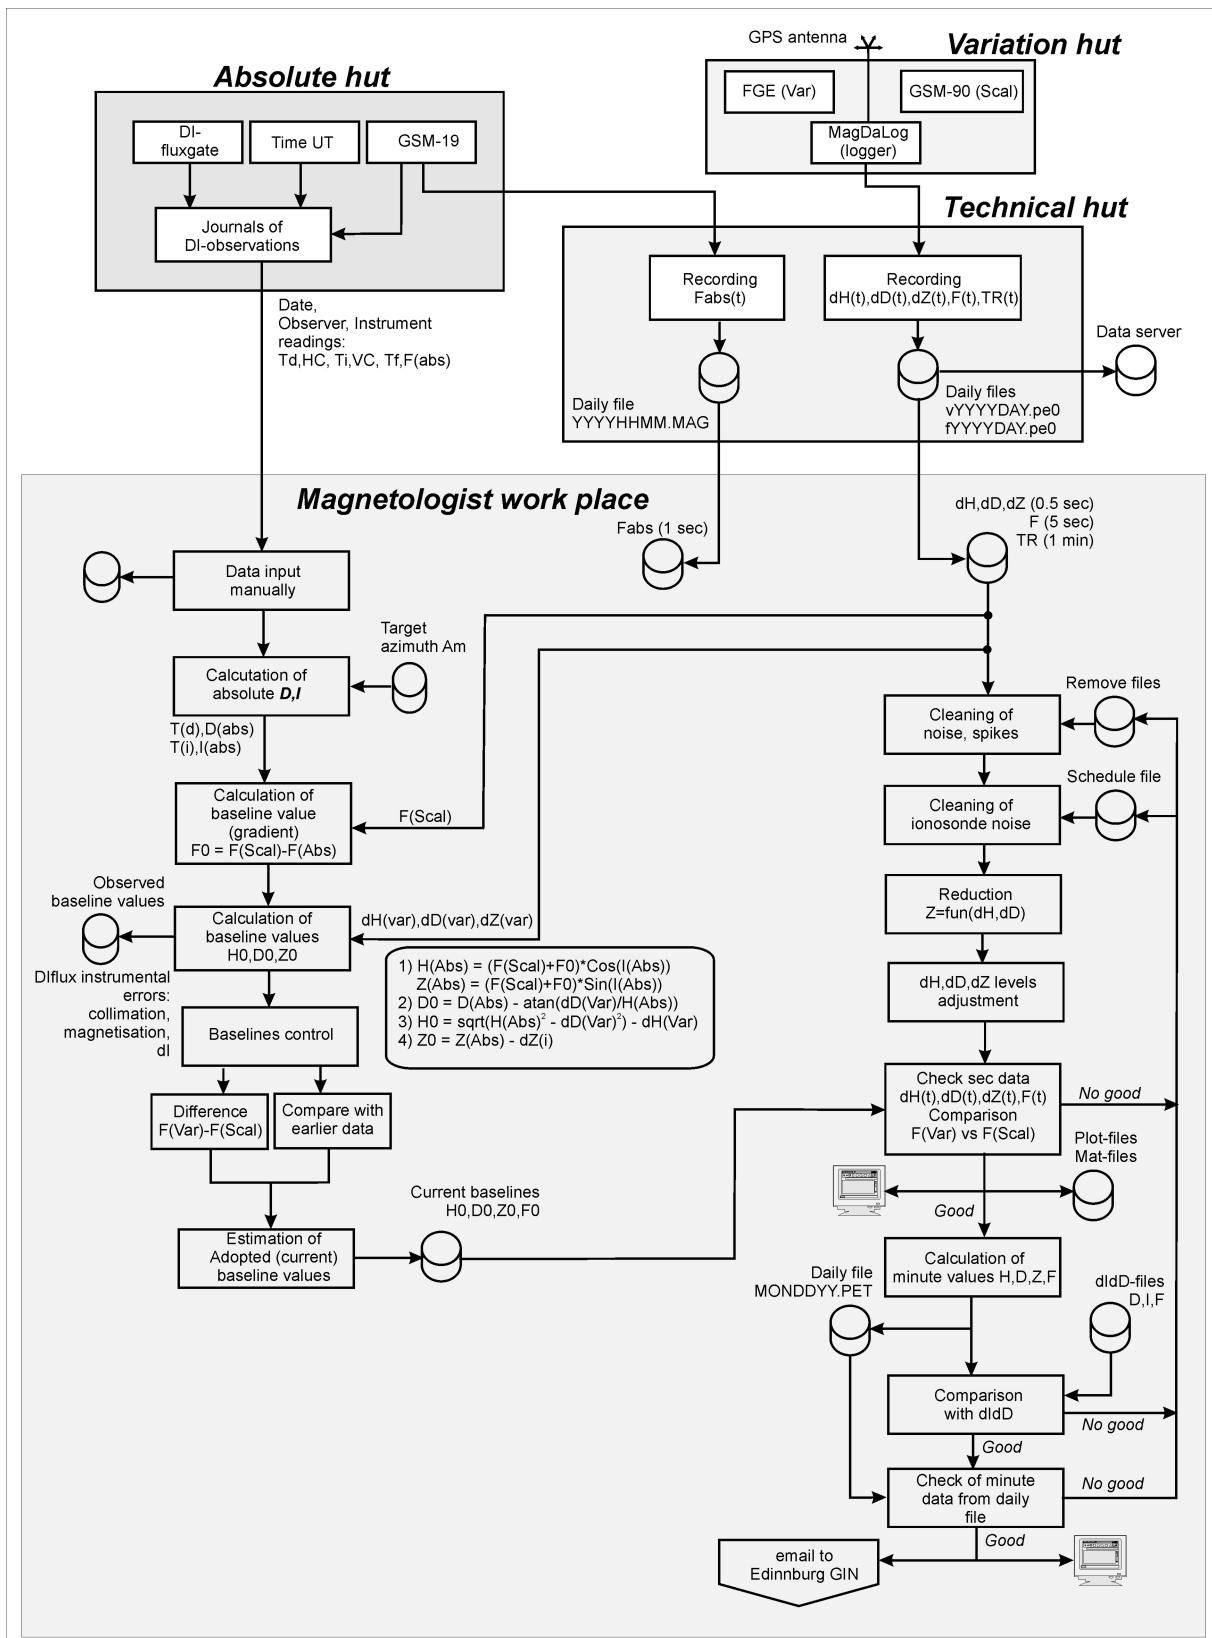 GPS antenna
Variation hut
Absolute hut
FGE (Var)
GSM-90 (Scal)
MagDaLog
(logger)
DI-
fluxgate
Time UT
GSM-19
Journals of
DI-observations
Technical hut
Recording
Fabs(t)
Recording
dH(t),dD(t),dZ(t),F(t),TR(t)
Date,
Observer, Instrument
readings:
Td,HC, Ti,VC, Tf,F(abs)
Data server
Daily file
YYYYHHMM.MAG
Daily files
vYYYYDAY.pe0
fYYYYDAY.pe0
Magnetologist work place
Fabs (1 sec)
dH,dD,dZ (0.5 sec)
F (5 sec)
TR (1 min)
Data input
manually
Target
azimuth Am
Calcutation of
absolute D,I
T(d),D(abs)
T(i),I(abs)
Cleaning of
noise, spikes
Remove files
Calculation of
baseline value
(gradient)
F0 = F(Scal)-F(Abs)
F(Scal)
Cleaning of
ionosonde noise
Schedule file
Observed
baseline values
Calculation of
baseline values
H0,D0,Z0
dH(var),dD(var),dZ(var)
Reduction
Z=fun(dH,dD)
DIflux instrumental
errors:
collimation,
magnetisation,
dI
1) H(Abs) = (F(Scal)+F0)*Cos(I(Abs))
Z(Abs) = (F(Scal)+F0)*Sin(I(Abs))
2) D0 = D(Abs) - atan(dD(Var)/H(Abs))
3) H0 = sqrt(H(Abs)² - dD(Var)²) - dH(Var)
4) Z0 = Z(Abs) - dZ(i)
dH,dD,dZ levels
adjustment
Baselines control
Difference
F(Var)-F(Scal)
Compare with
earlier data
Check sec data
dH(t),dD(t),dZ(t),F(t)
Comparison
F(Var) vs F(Scal)
No good
Plot-files
Mat-files
Good
Current baselines
H0,D0,Z0,F0
Estimation of
Adopted (current)
baseline values
Calculation of
minute values H,D,Z,F
Daily file
MONDDYY.PET
dIdD-files
D,I,F
Comparison
with dIdD
No good
Good
Check of minute
data from daily
file
No good
Good
email to
Edinnburg GIN